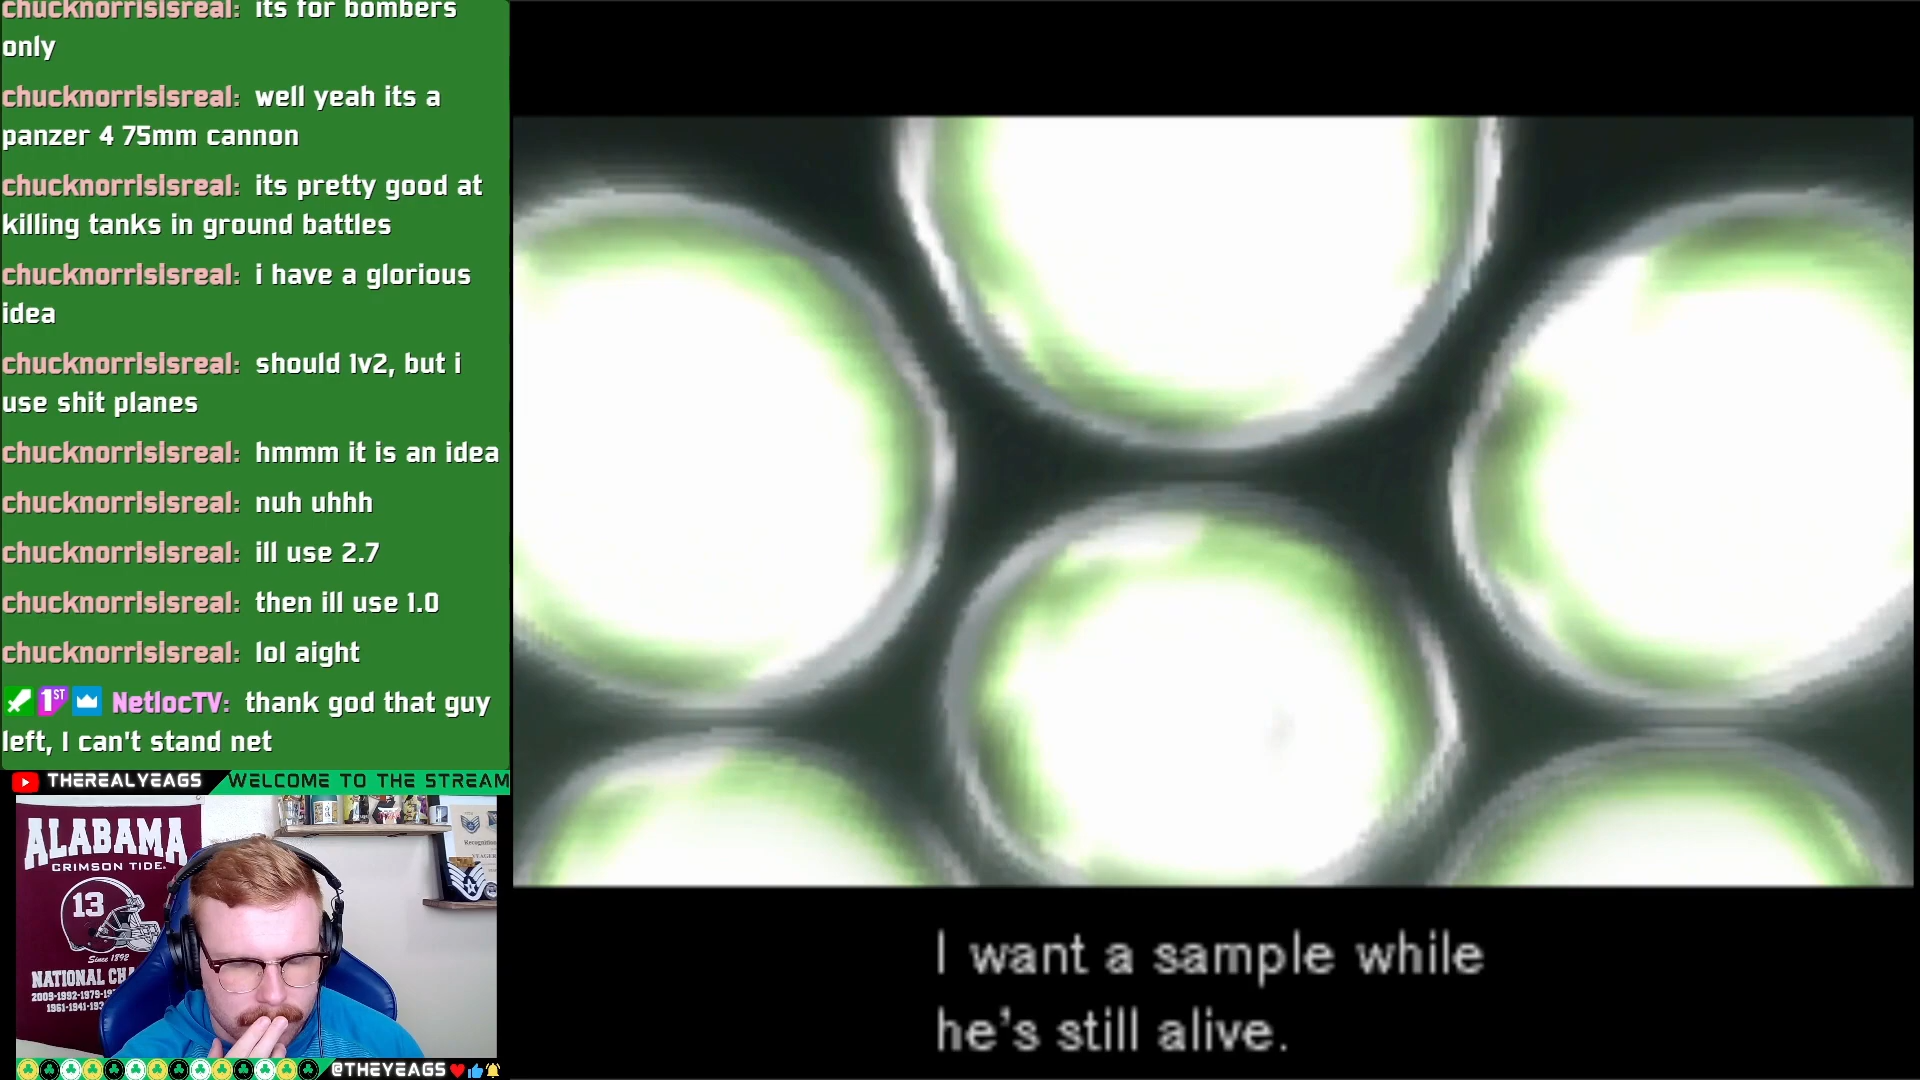 chucknorrisisreal: its for bombers
only
chucknorrisisreal: well yeah its a
panzer 4 75mm cannon
chucknorrisisreal: its pretty good at
killing tanks in ground battles
chucknorrisisreal: i have a glorious
idea
chucknorrisisreal: should 1v2, but i
use shit planes
chucknorrisisreal: hmmm it is an idea
chucknorrisisreal: nuh uhhh
chucknorrisisreal: ill use 2.7
chucknorrisisreal: then ill use 1.0
chucknorrisisreal: lol aight
1ST NetlocTV: thank god that guy
left, I can't stand net
THEREALYEAGS WELCOME TO THE STREAM
ALABAMA
CRIMSON TIDE
13
Since 1892
NATIONAL CHA
@THEYEAGS
I want a sample while
he's still alive.